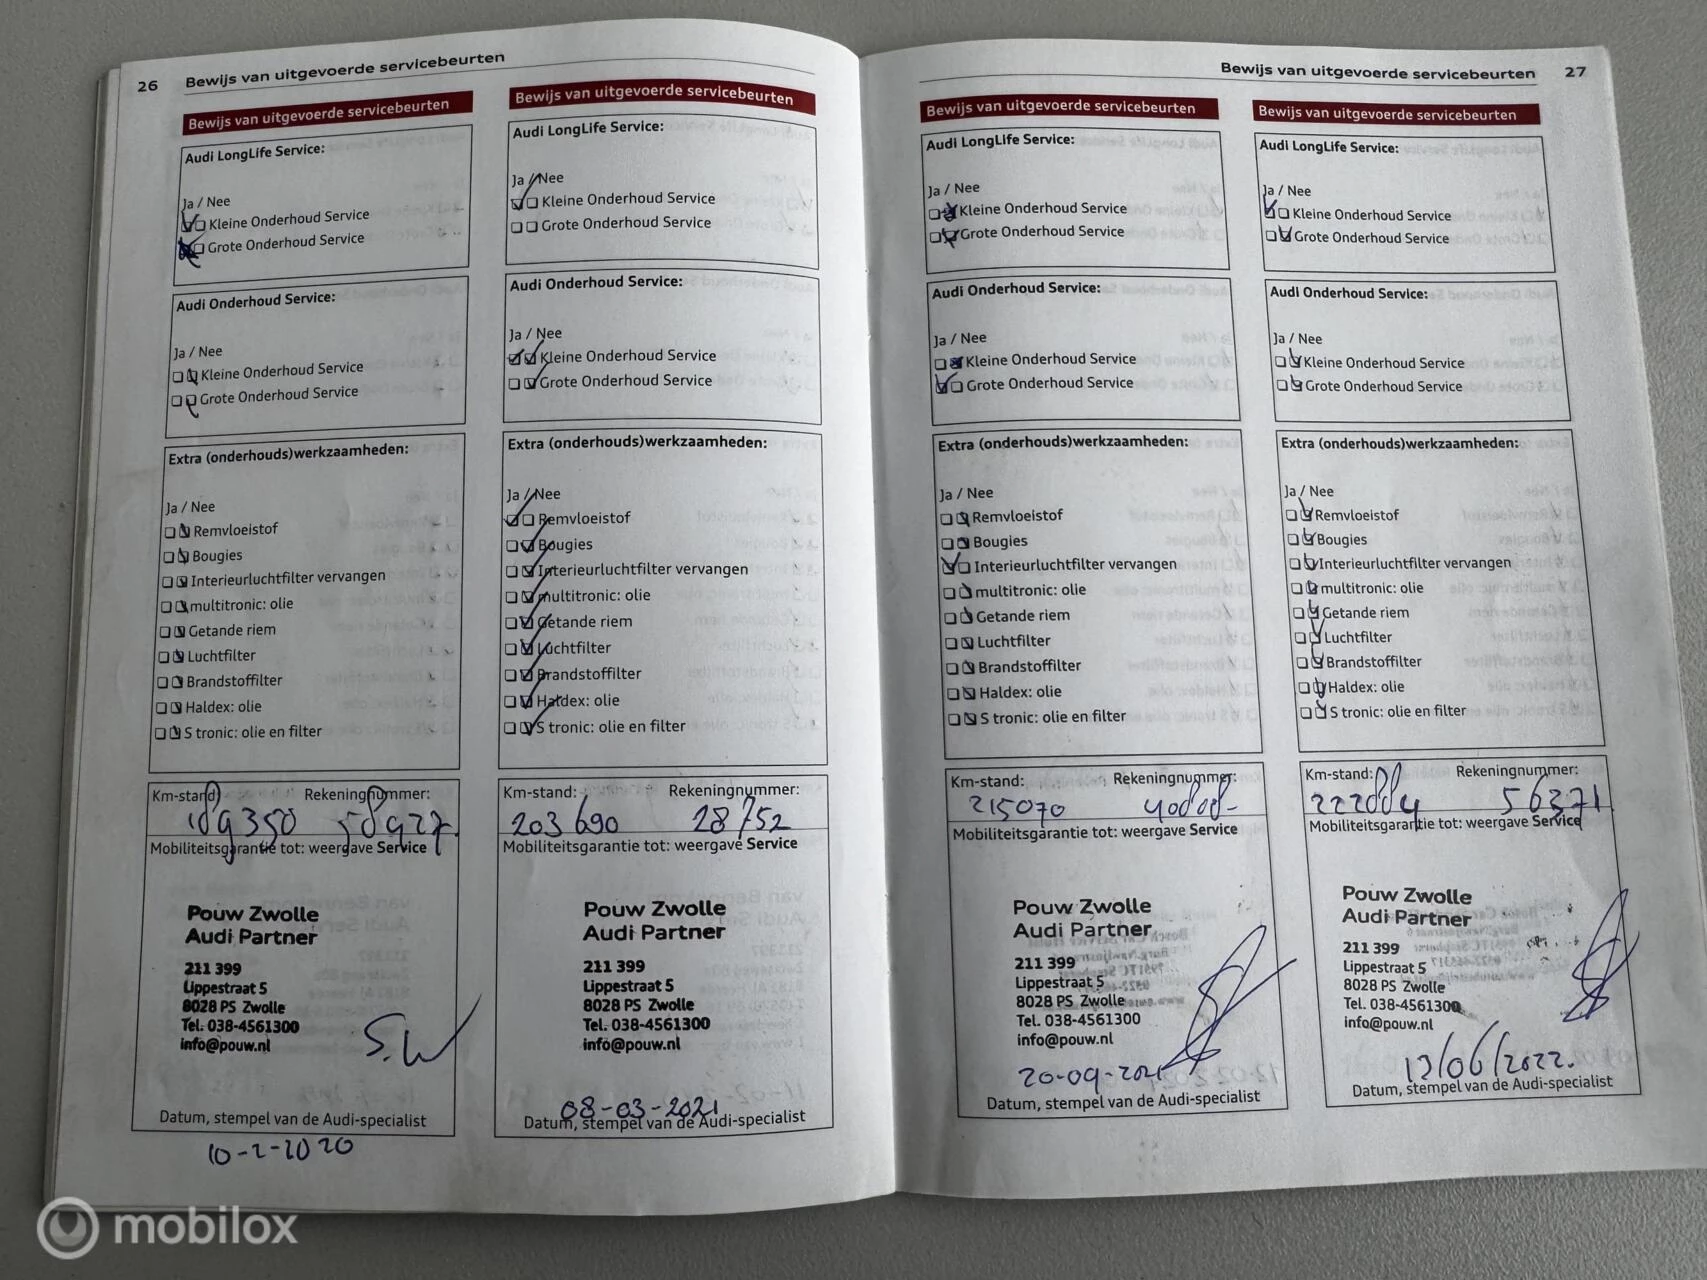 26 Bewijs van uitgevoerde servicebeurten
Bewijs van uitgevoerde servicebeurten
Audi LongLife Service:
Ja / Nee
Kleine Onderhoud Service
Grote Onderhoud Service
Audi Onderhoud Service:
Ja / Nee
Kleine Onderhoud Service
Grote Onderhoud Service
Extra (onderhouds)werkzaamheden:
Ja / Nee
Remvloeistof
Bougies
Interieurluchtfilter vervangen
multitronic: olie
Getande riem
Luchtfilter
Brandstoffilter
Haldex: olie
S tronic: olie en filter
Km-stand: Rekeningnummer:
189350 58927
Mobiliteitsgarantie tot: weergave Service
Pouw Zwolle
Audi Partner
211 399
Lippestraat 5
8028 PS Zwolle
Tel. 038-4561300
info@pouw.nl
S.W
Datum, stempel van de Audi-specialist
10-2-2020
Bewijs van uitgevoerde servicebeurten
Audi LongLife Service:
Ja / Nee
Kleine Onderhoud Service
Grote Onderhoud Service
Audi Onderhoud Service:
Ja / Nee
Kleine Onderhoud Service
Grote Onderhoud Service
Extra (onderhouds)werkzaamheden:
Ja / Nee
Remvloeistof
Bougies
Interieurluchtfilter vervangen
multitronic: olie
Getande riem
Luchtfilter
Brandstoffilter
Haldex: olie
S tronic: olie en filter
Km-stand: Rekeningnummer:
203690 28752
Mobiliteitsgarantie tot: weergave Service
Pouw Zwolle
Audi Partner
211 399
Lippestraat 5
8028 PS Zwolle
Tel. 038-4561300
info@pouw.nl
08-03-2021
Datum, stempel van de Audi-specialist
Bewijs van uitgevoerde servicebeurten 27
Bewijs van uitgevoerde servicebeurten
Audi LongLife Service:
Ja / Nee
Kleine Onderhoud Service
Grote Onderhoud Service
Audi Onderhoud Service:
Ja / Nee
Kleine Onderhoud Service
Grote Onderhoud Service
Extra (onderhouds)werkzaamheden:
Ja / Nee
Remvloeistof
Bougies
Interieurluchtfilter vervangen
multitronic: olie
Getande riem
Luchtfilter
Brandstoffilter
Haldex: olie
S tronic: olie en filter
Km-stand: Rekeningnummer:
215070
Mobiliteitsgarantie tot: weergave Service
Pouw Zwolle
Audi Partner
211 399
Lippestraat 5
8028 PS Zwolle
Tel. 038-4561300
info@pouw.nl
20-09-2021
Datum, stempel van de Audi-specialist
Bewijs van uitgevoerde servicebeurten
Audi LongLife Service:
Ja / Nee
Kleine Onderhoud Service
Grote Onderhoud Service
Audi Onderhoud Service:
Ja / Nee
Kleine Onderhoud Service
Grote Onderhoud Service
Extra (onderhouds)werkzaamheden:
Ja / Nee
Remvloeistof
Bougies
Interieurluchtfilter vervangen
multitronic: olie
Getande riem
Luchtfilter
Brandstoffilter
Haldex: olie
S tronic: olie en filter
Km-stand: Rekeningnummer:
222884 56371
Mobiliteitsgarantie tot: weergave Service
Pouw Zwolle
Audi Partner
211 399
Lippestraat 5
8028 PS Zwolle
Tel. 038-4561300
info@pouw.nl
13/06/2022.
Datum, stempel van de Audi-specialist
mobilox